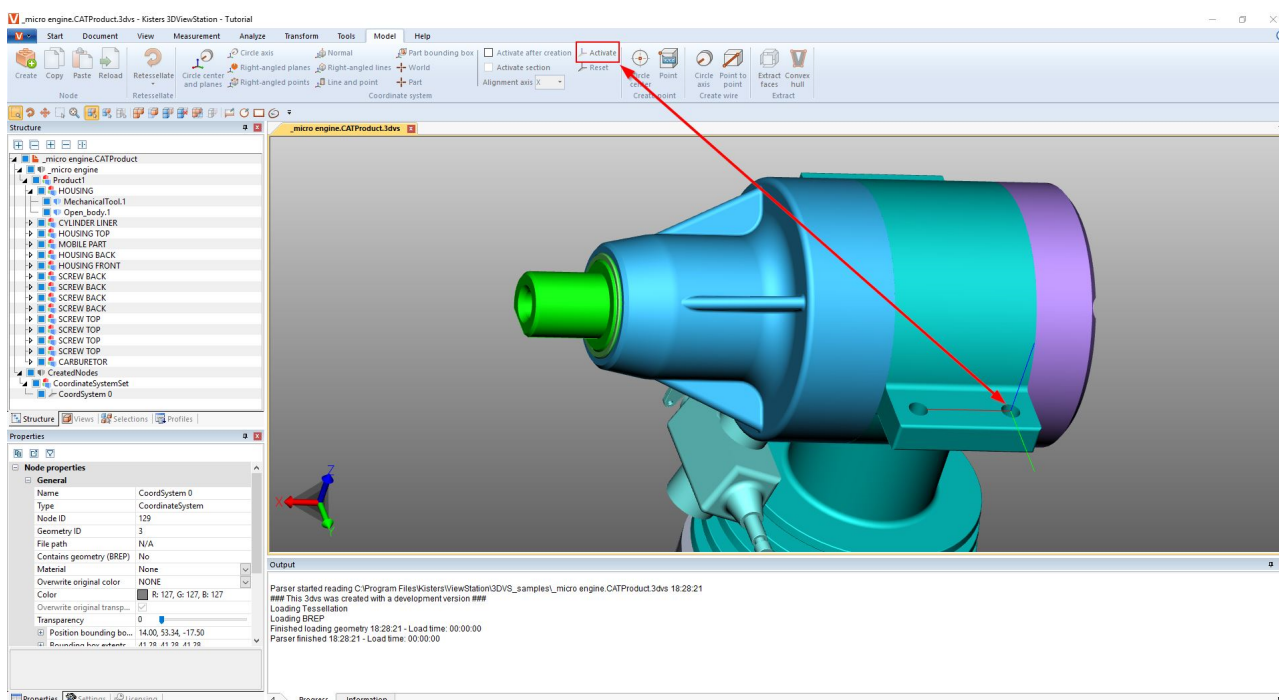 _micro engine.CATProduct.3dvs - Kisters 3DViewStation - Tutorial
Start Document View Measurement Analyze Transform Tools Model Help
Circle axis Normal Part bounding box Activate after creation Activate
Create Copy Paste Reload Retessellate Circle center and planes Right-angled planes Right-angled lines World Activate section Reset Circle center Point Circle axis Point to point Extract faces Convex hull
Right-angled points Line and point Part Alignment axis X
Node Retessellate Coordinate system Create point Create wire Extract
Structure
_micro engine.CATProduct.3dvs
_micro engine.CATProduct
_micro engine
Product1
HOUSING
MechanicalTool.1
Open_body.1
CYLINDER LINER
HOUSING TOP
MOBILE PART
HOUSING BACK
HOUSING FRONT
SCREW BACK
SCREW BACK
SCREW BACK
SCREW BACK
SCREW TOP
SCREW TOP
SCREW TOP
SCREW TOP
CARBURETOR
CreatedNodes
CoordinateSystemSet
CoordSystem 0
Structure Views Selections Profiles
Properties
Node properties
General
Name CoordSystem 0
Type CoordinateSystem
Node ID 129
Geometry ID 3
File path N/A
Contains geometry (BREP) No
Material None
Overwrite original color NONE
Color R: 127, G: 127, B: 127
Overwrite original transp...
Transparency 0
Position bounding bo... 14.00, 53.34, -17.50
Bounding box extents 41.28, 41.28, 41.28
Properties Settings Licensing
X Z Y
Output
Parser started reading C:\Program Files\Kisters\ViewStation\3DVS_samples\_micro engine.CATProduct.3dvs 18:28:21
### This 3dvs was created with a development version ###
Loading Tessellation
Loading BREP
Finished loading geometry 18:28:21 - Load time: 00:00:00
Parser finished 18:28:21 - Load time: 00:00:00
Progress Information